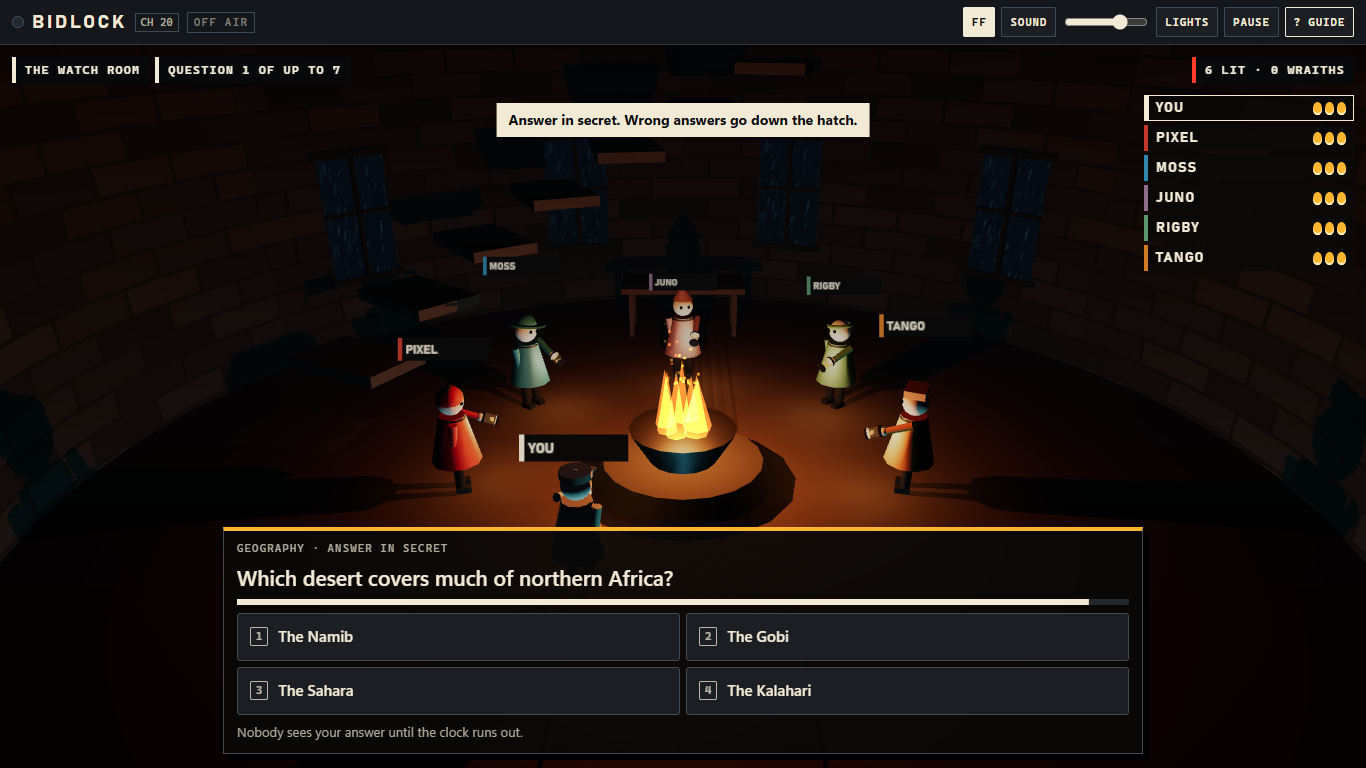 BIDLOCK CH 20 OFF AIR FF SOUND LIGHTS PAUSE ? GUIDE
THE WATCH ROOM QUESTION 1 OF UP TO 7 6 LIT · 0 WRAITHS
Answer in secret. Wrong answers go down the hatch.
YOU
PIXEL
MOSS
JUNO
RIGBY
TANGO
MOSS
JUNO
RIGBY
TANGO
PIXEL
YOU
GEOGRAPHY · ANSWER IN SECRET
Which desert covers much of northern Africa?
1 The Namib
2 The Gobi
3 The Sahara
4 The Kalahari
Nobody sees your answer until the clock runs out.